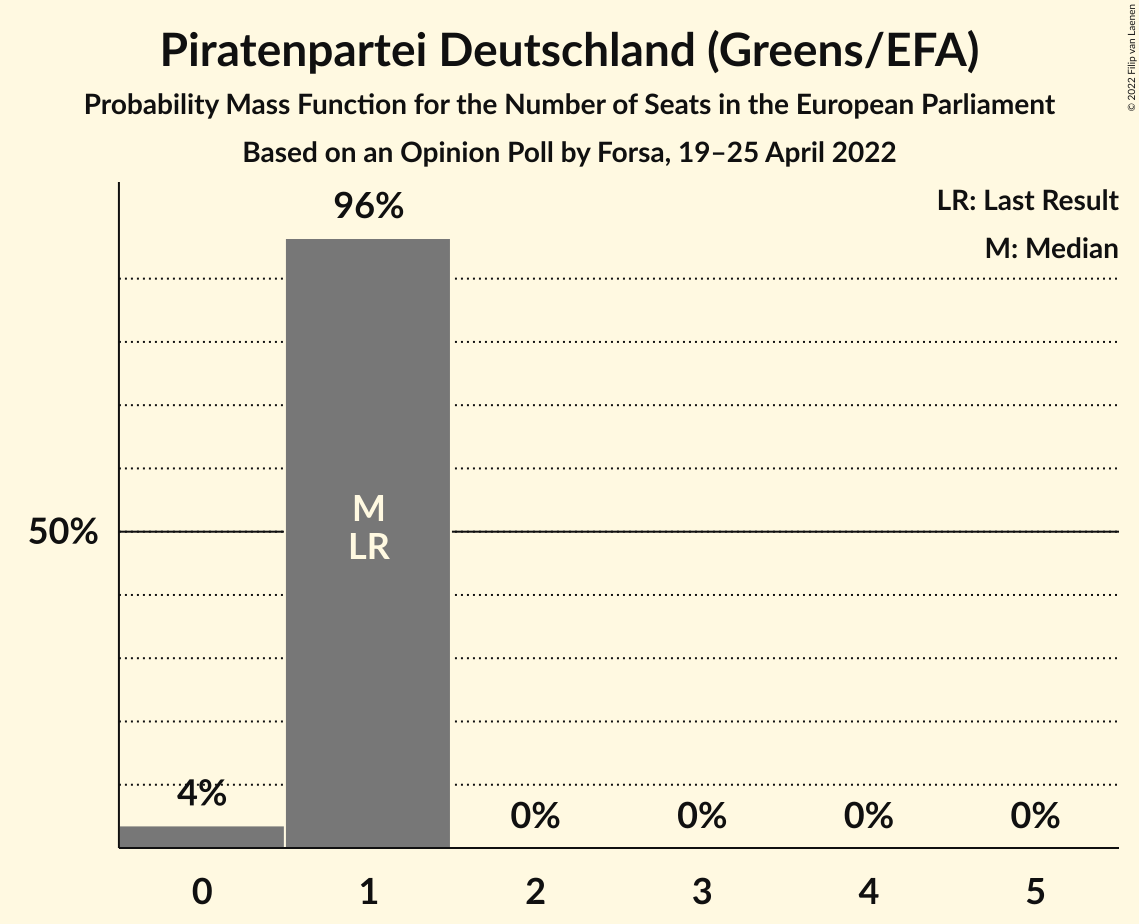 Piratenpartei Deutschland (Greens/EFA)
Probability Mass Function for the Number of Seats in the European Parliament
Based on an Opinion Poll by Forsa, 19–25 April 2022
© 2022 Filip van Laenen
LR: Last Result
M: Median
96%
50%
M
LR
4%
0%
0%
0%
0%
0
1
2
3
4
5